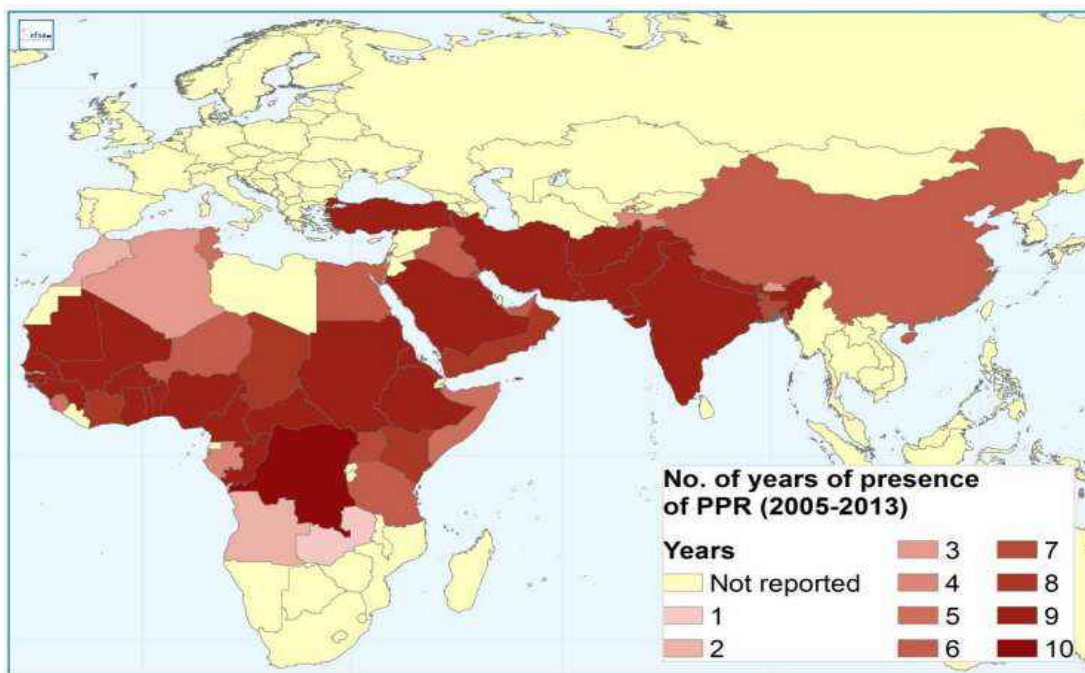 efsa
No. of years of presence
of PPR (2005-2013)
Years
Not reported
1
2
3
4
5
6
7
8
9
10